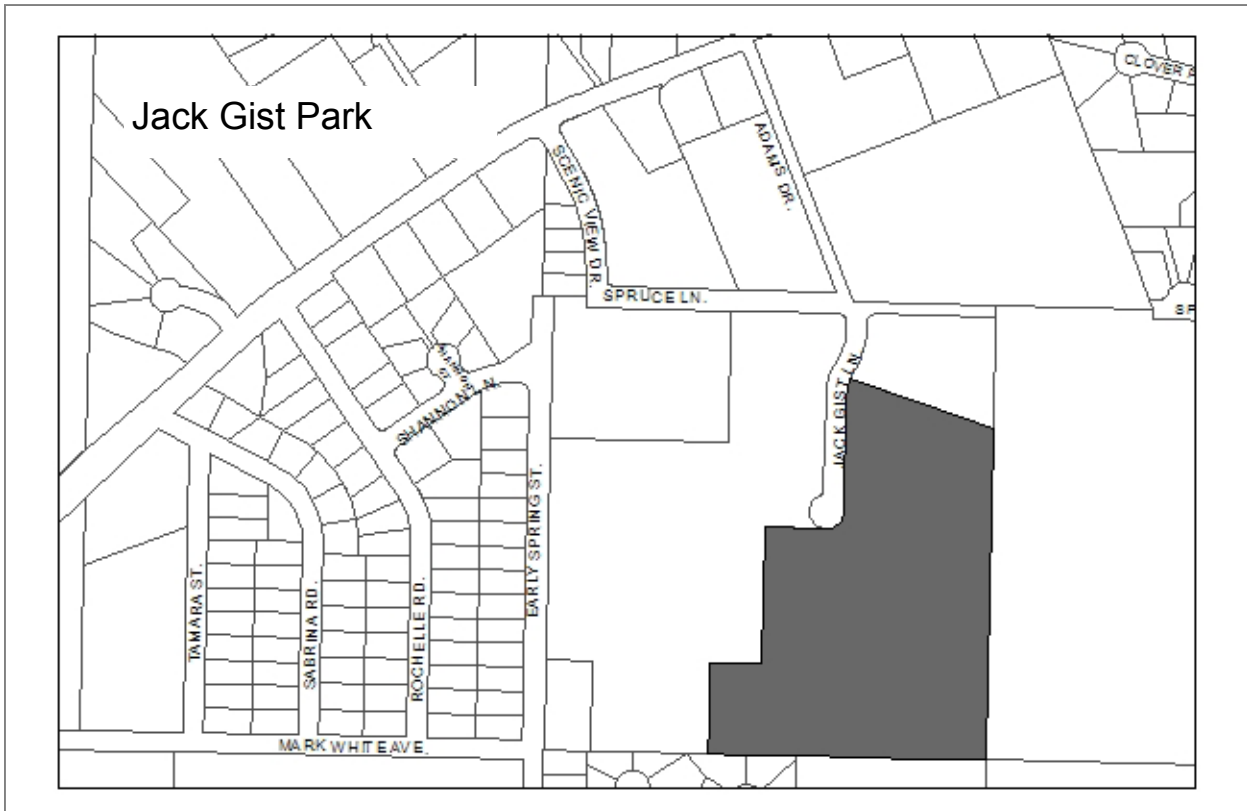 Jack Gist Park
CLOVER
SCENIC VIEW DR.
ADAMS DR.
SPRUCE LN.
JACK GIST LN
SHANNON LN.
EARLY SPRING ST.
TAMARA ST.
SABRINA RD.
ROCHELLE RD.
MARK WHITE AVE.